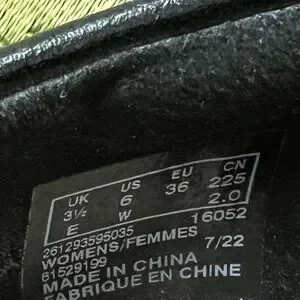 UK US EU CN
3½ 6 36 225
E W 2.0
16052
261293595035
WOMENS/FEMMES 7/22
61529199
MADE IN CHINA
FABRIQUE EN CHINE